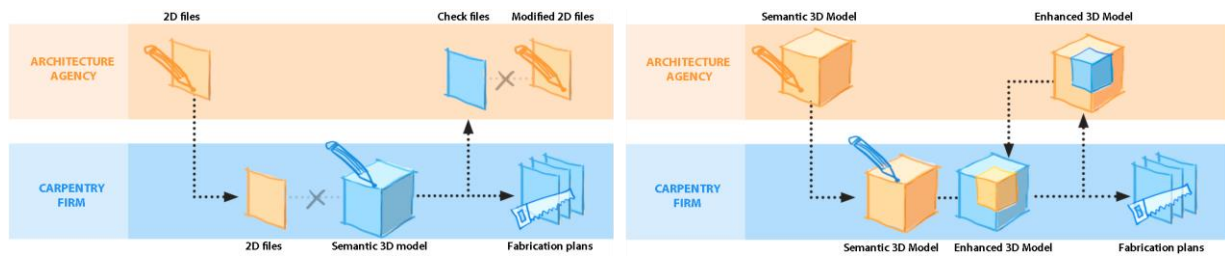 2D files
Check files
Modified 2D files
ARCHITECTURE
AGENCY
CARPENTRY
FIRM
2D files
Semantic 3D model
Fabrication plans
Semantic 3D Model
Enhanced 3D Model
ARCHITECTURE
AGENCY
CARPENTRY
FIRM
Semantic 3D Model
Enhanced 3D Model
Fabrication plans